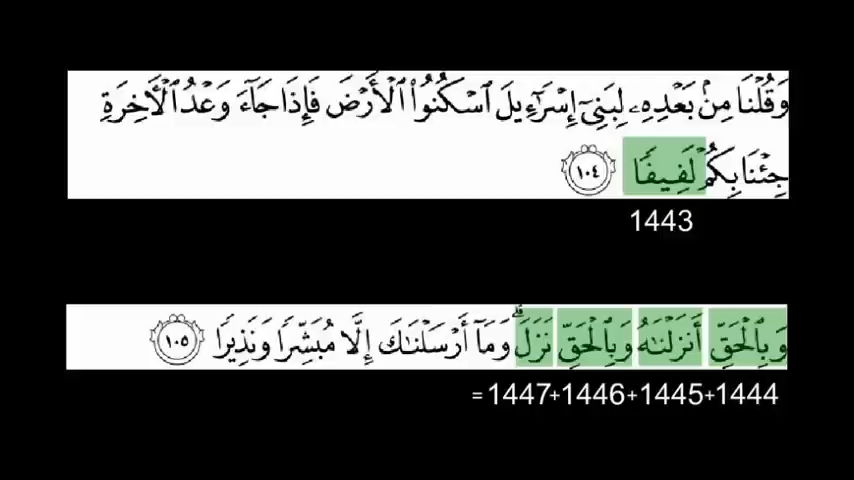 وَقُلْنَا مِنۢ بَعْدِهِۦ لِبَنِىٓ إِسْرَٰٓءِيلَ ٱسْكُنُوا۟ ٱلْأَرْضَ فَإِذَا جَآءَ وَعْدُ ٱلْـَٔاخِرَةِ
جِئْنَا بِكُمْ لَفِيفًا ١٠٤
1443
وَبِٱلْحَقِّ أَنزَلْنَٰهُ وَبِٱلْحَقِّ نَزَلَ ۗ وَمَآ أَرْسَلْنَٰكَ إِلَّا مُبَشِّرًا وَنَذِيرًا ١٠٥
= 1447+1446+1445+1444